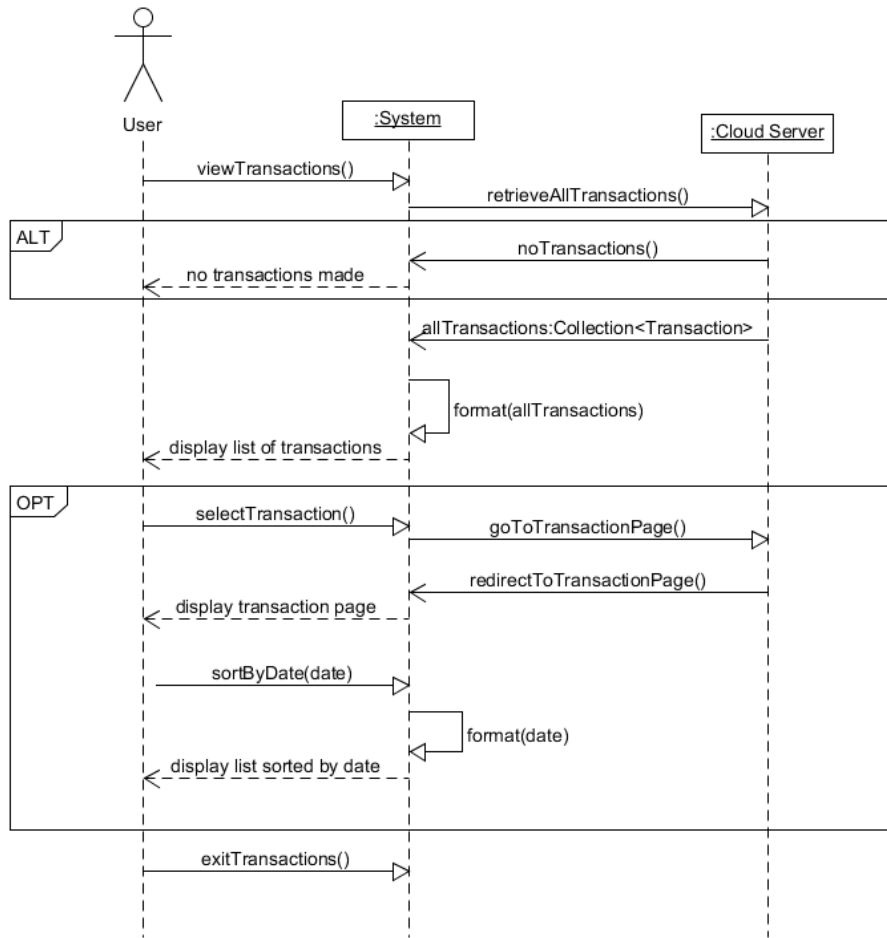 User
:System
:Cloud Server
viewTransactions()
retrieveAllTransactions()
ALT
noTransactions()
no transactions made
allTransactions:Collection<Transaction>
format(allTransactions)
display list of transactions
OPT
selectTransaction()
goToTransactionPage()
redirectToTransactionPage()
display transaction page
sortByDate(date)
format(date)
display list sorted by date
exitTransactions()